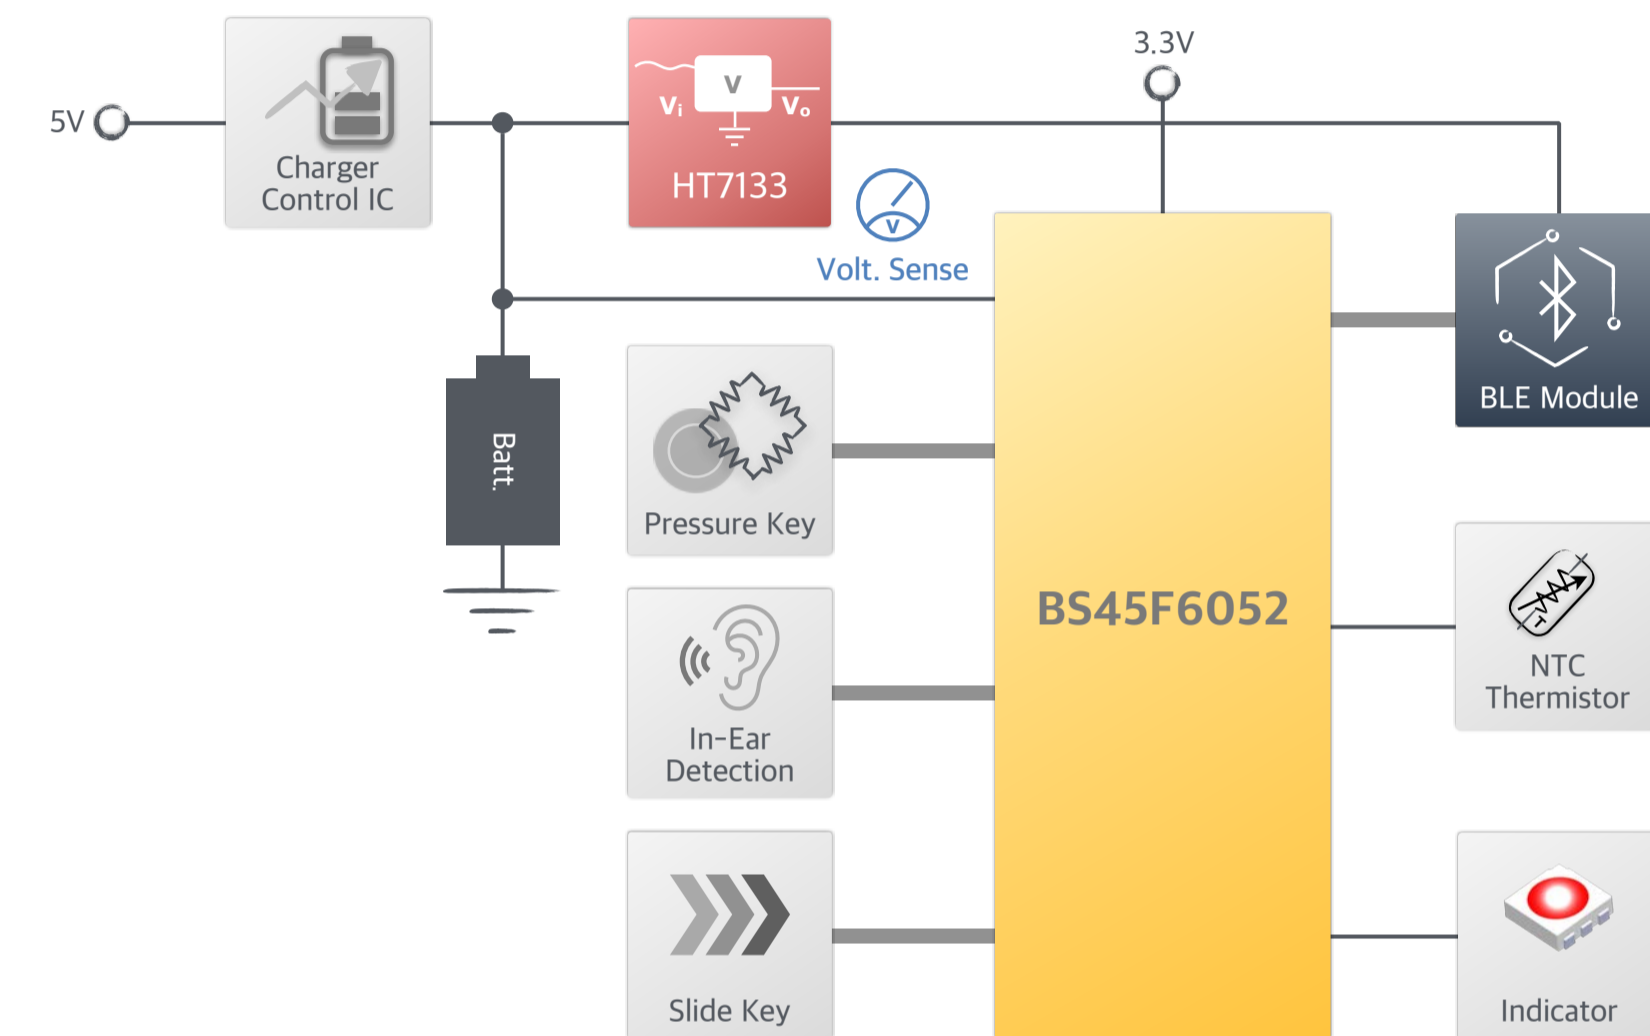 5V
Charger
Control IC
V
Vi
Vo
HT7133
3.3V
V
Volt. Sense
BLE Module
Batt.
Pressure Key
BS45F6052
T
NTC
Thermistor
In-Ear
Detection
Slide Key
Indicator